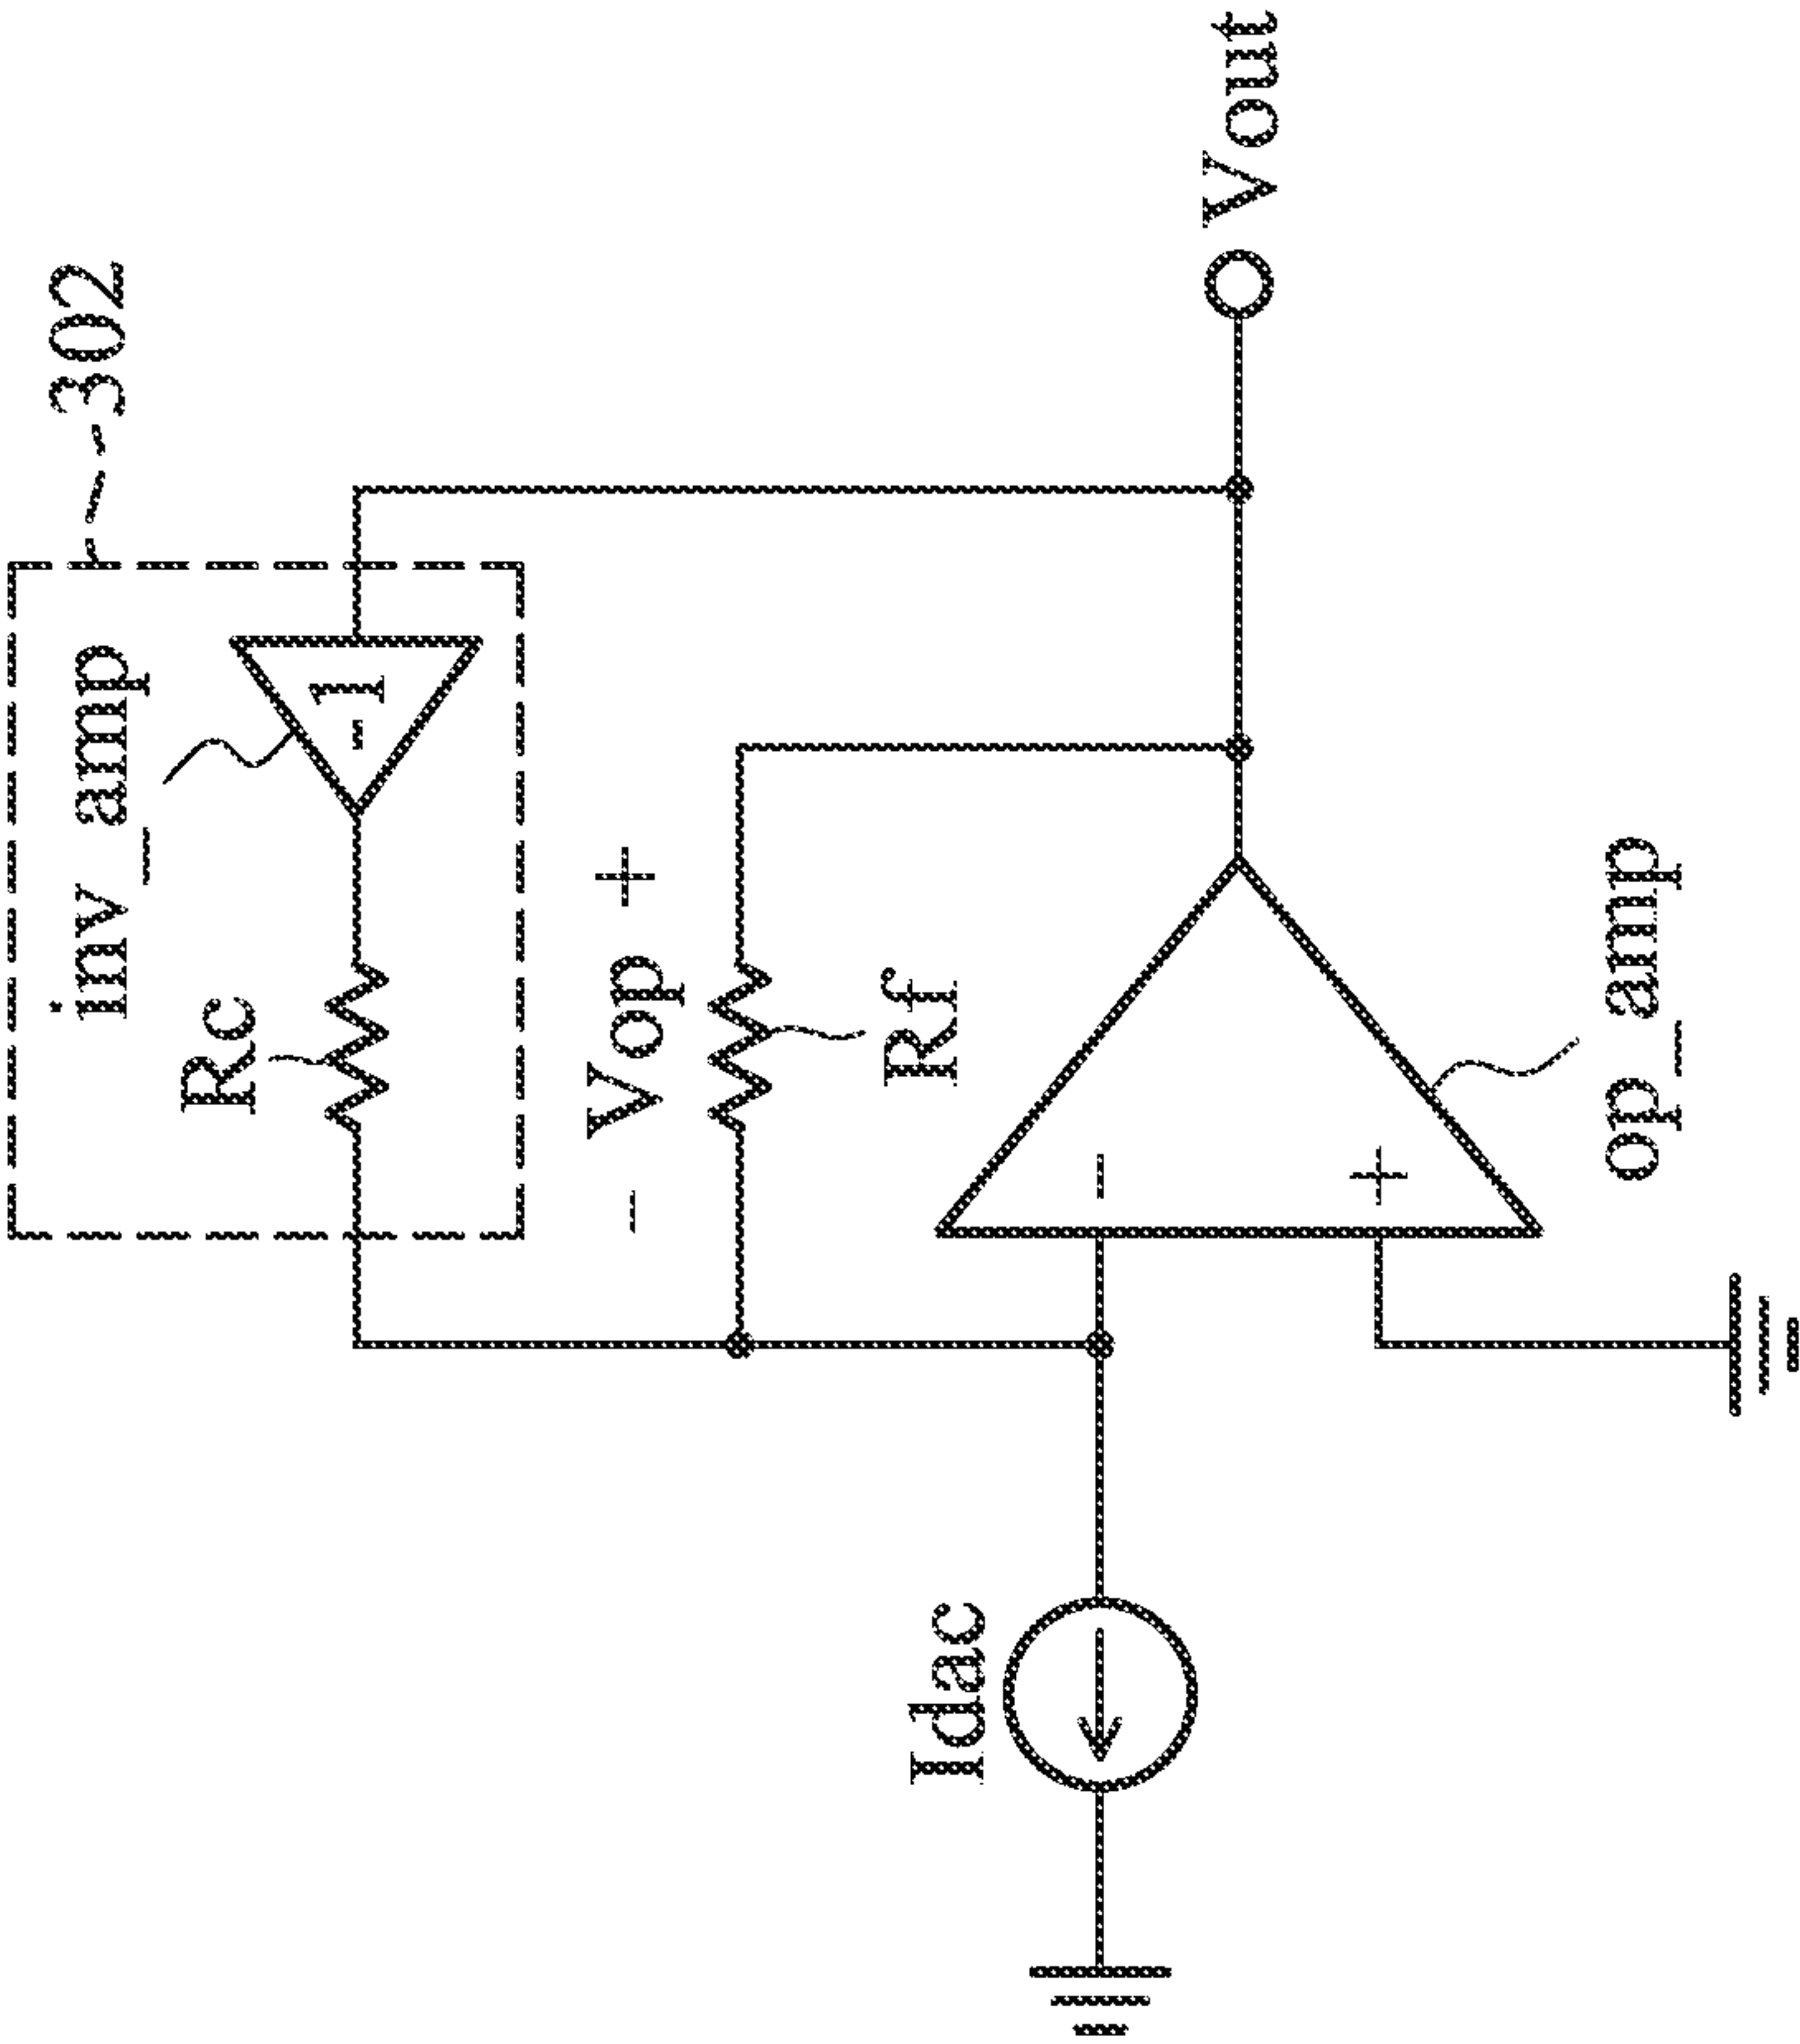 302
inv_amp
-1
Rc
- Vop +
Rf
-
+
op_amp
Idac
Vout